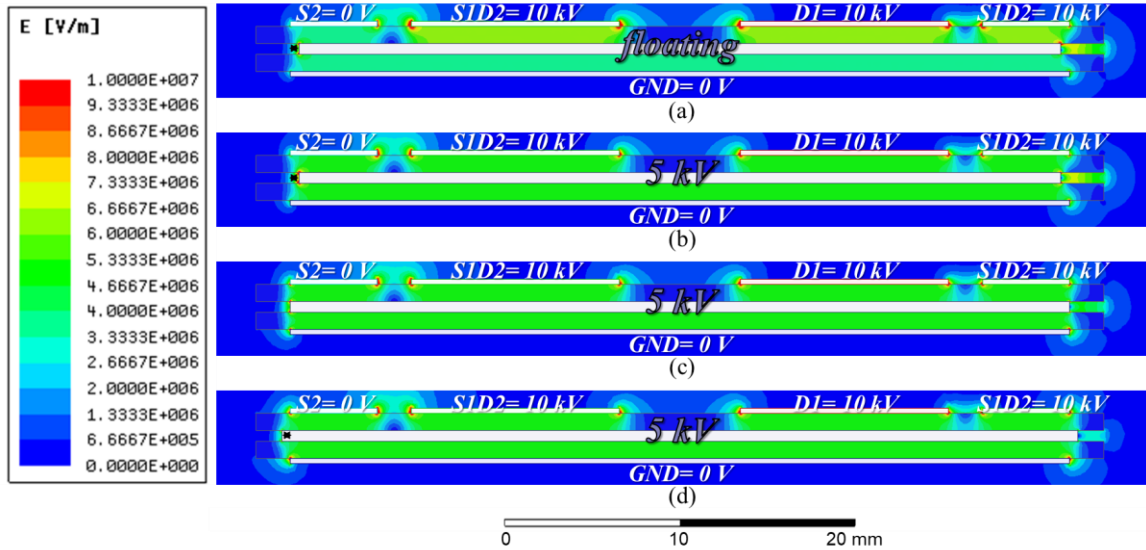 E [V/m]
1.0000E+007
9.3333E+006
8.6667E+006
8.0000E+006
7.3333E+006
6.6667E+006
6.0000E+006
5.3333E+006
4.6667E+006
4.0000E+006
3.3333E+006
2.6667E+006
2.0000E+006
1.3333E+006
6.6667E+005
0.0000E+000
S2= 0 V S1D2= 10 kV D1= 10 kV S1D2= 10 kV
floating
GND= 0 V
(a)
S2= 0 V S1D2= 10 kV D1= 10 kV S1D2= 10 kV
5 kV
GND= 0 V
(b)
S2= 0 V S1D2= 10 kV D1= 10 kV S1D2= 10 kV
5 kV
GND= 0 V
(c)
S2= 0 V S1D2= 10 kV D1= 10 kV S1D2= 10 kV
5 kV
GND= 0 V
(d)
0 10 20 mm